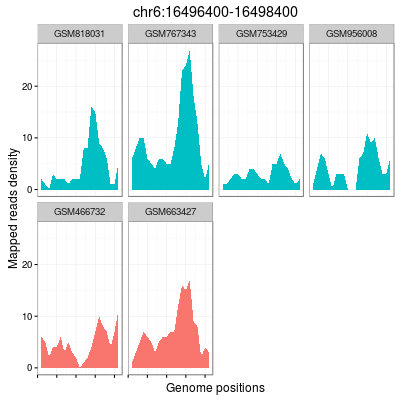 chr6:16496400-16498400
GSM818031 GSM767343 GSM753429 GSM956008
20
10
0
GSM466732 GSM663427
20
10
0
Mapped reads density
Genome positions